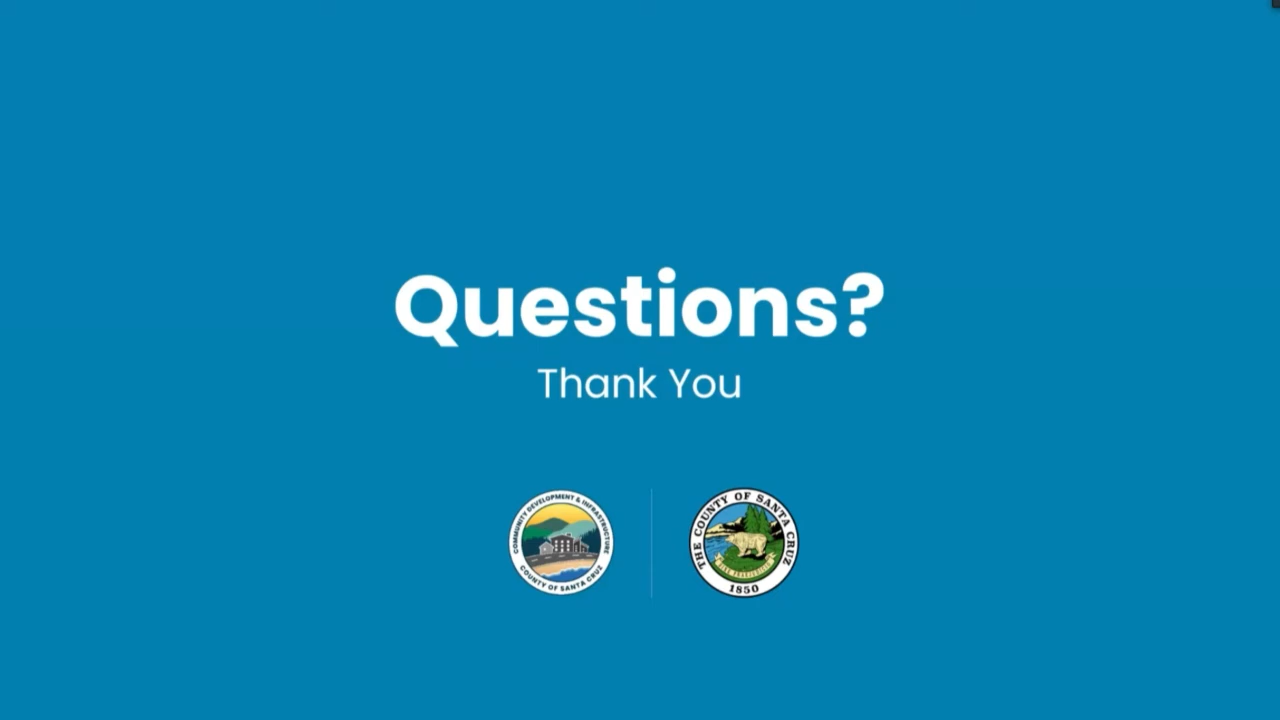 Questions?
Thank You
COMMUNITY DEVELOPMENT & INFRASTRUCTURE
COUNTY OF SANTA CRUZ
THE COUNTY OF SANTA CRUZ
1850